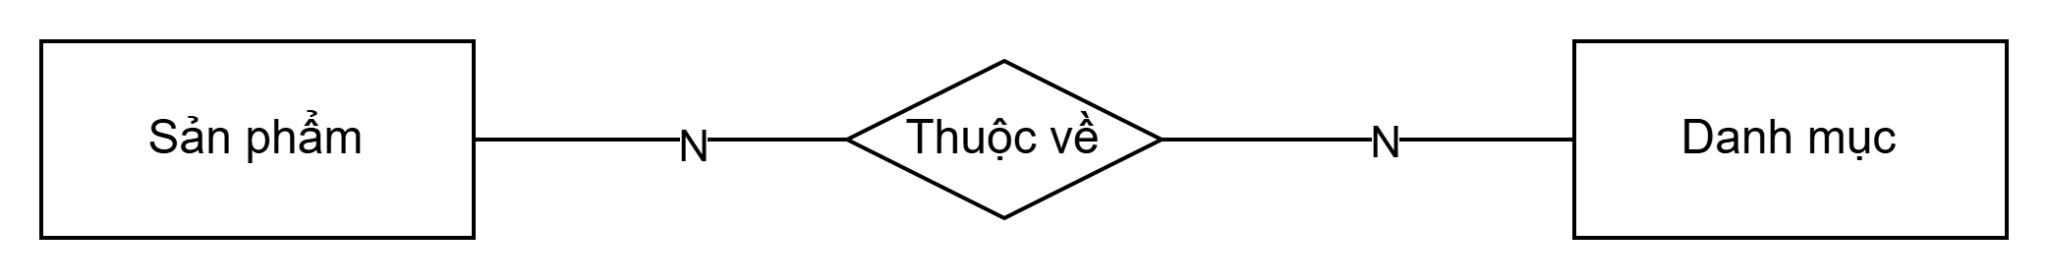 Sản phẩm
N
Thuộc về
N
Danh mục